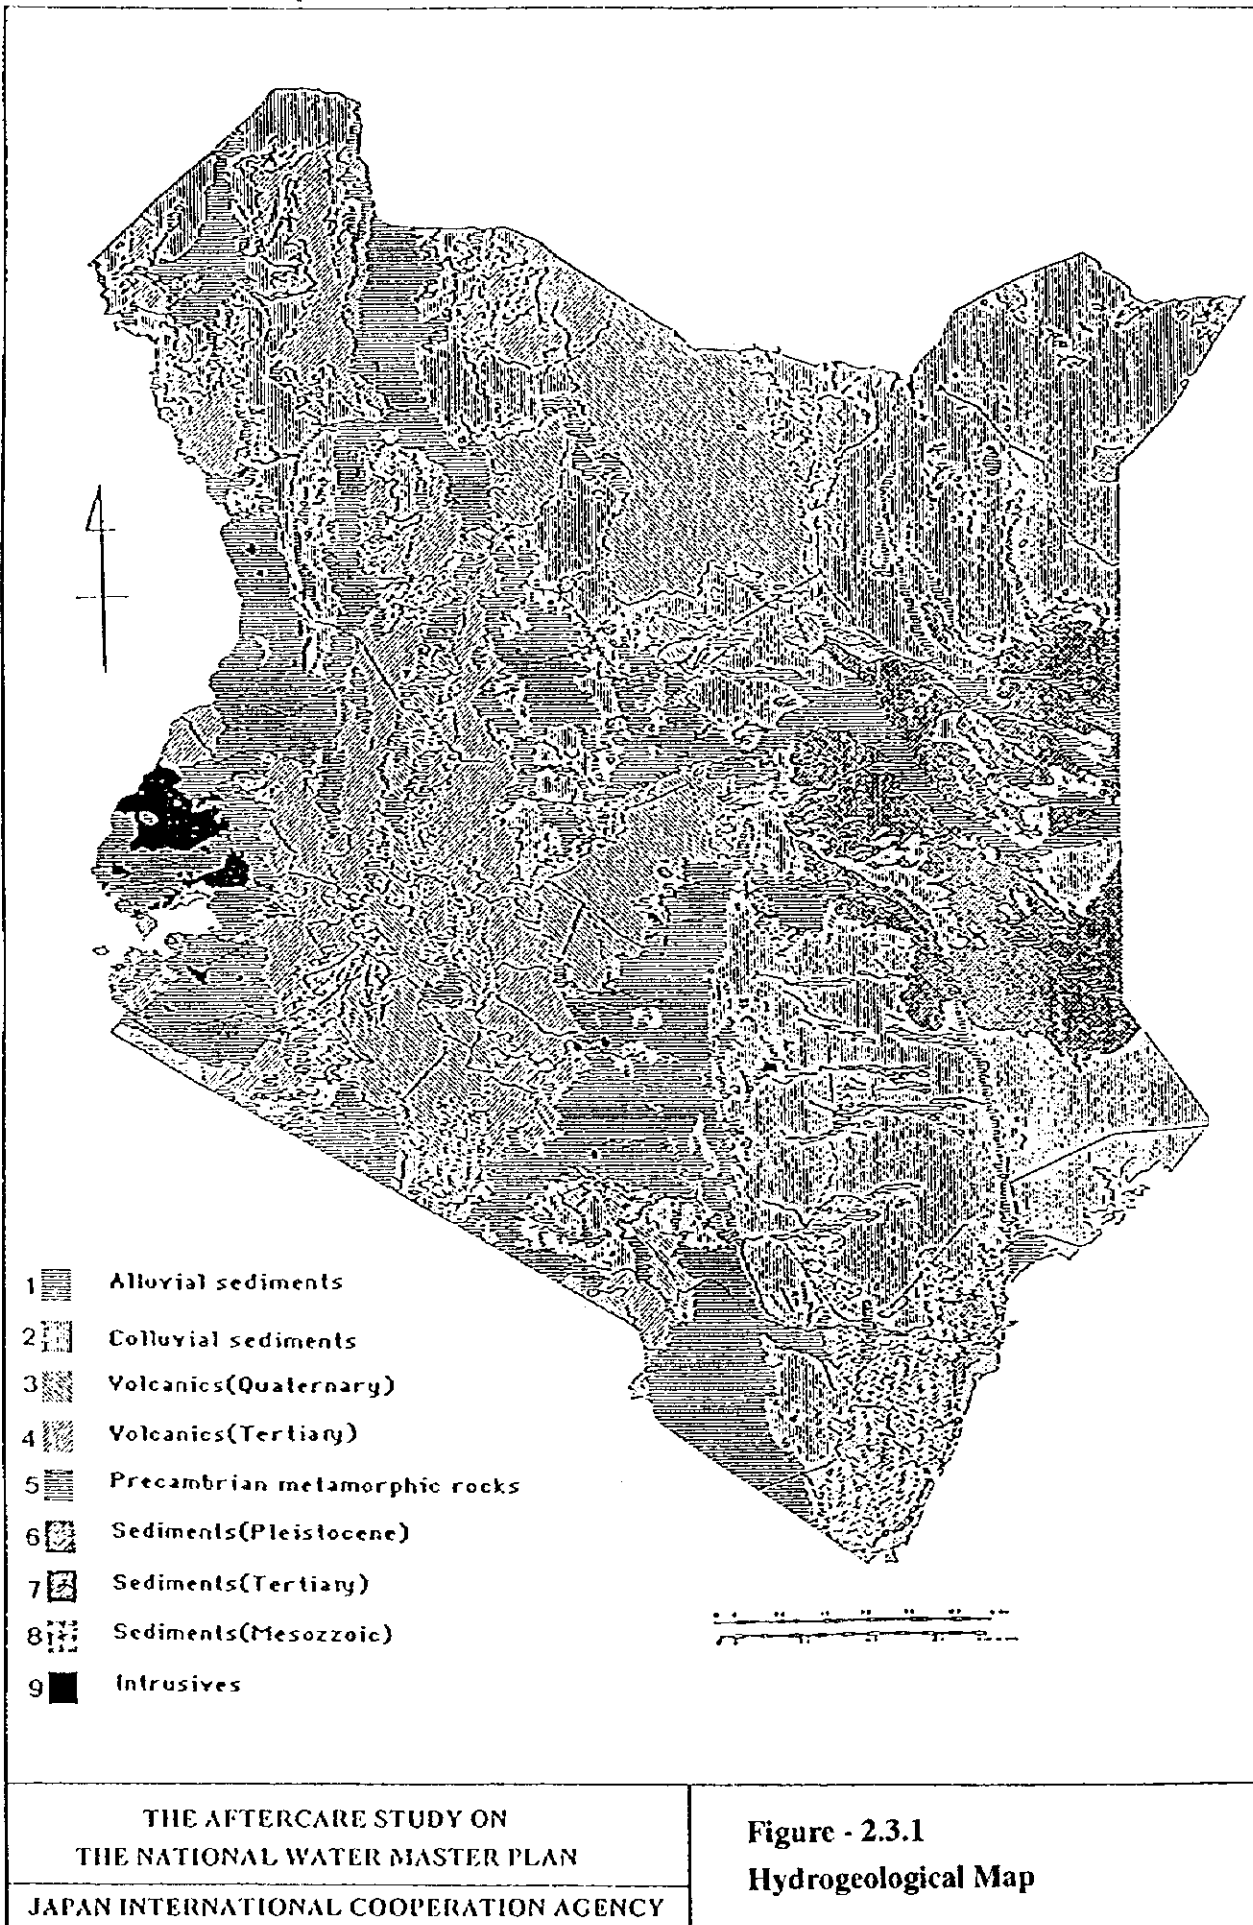 1 Alluvial sediments
2 Colluvial sediments
3 Volcanics(Quaternary)
4 Volcanics(Tertiary)
5 Precambrian metamorphic rocks
6 Sediments(Pleistocene)
7 Sediments(Tertiary)
8 Sediments(Mesozzoic)
9 Intrusives
THE AFTERCARE STUDY ON
THE NATIONAL WATER MASTER PLAN
JAPAN INTERNATIONAL COOPERATION AGENCY
Figure - 2.3.1
Hydrogeological Map